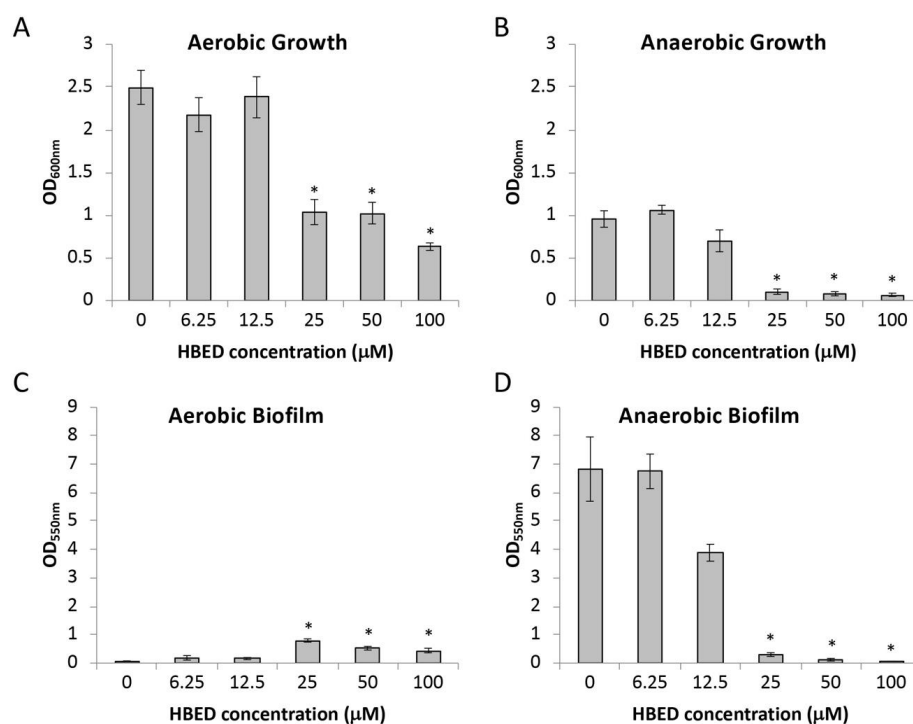 A
Aerobic Growth
3
2.5
2
1.5
1
0.5
0
OD600nm
* * *
0 6.25 12.5 25 50 100
HBED concentration (µM)
B
Anaerobic Growth
3
2.5
2
1.5
1
0.5
0
OD600nm
* * *
0 6.25 12.5 25 50 100
HBED concentration (µM)
C
Aerobic Biofilm
9
8
7
6
5
4
3
2
1
0
OD550nm
* * *
0 6.25 12.5 25 50 100
HBED concentration (µM)
D
Anaerobic Biofilm
9
8
7
6
5
4
3
2
1
0
OD550nm
* * *
0 6.25 12.5 25 50 100
HBED concentration (µM)